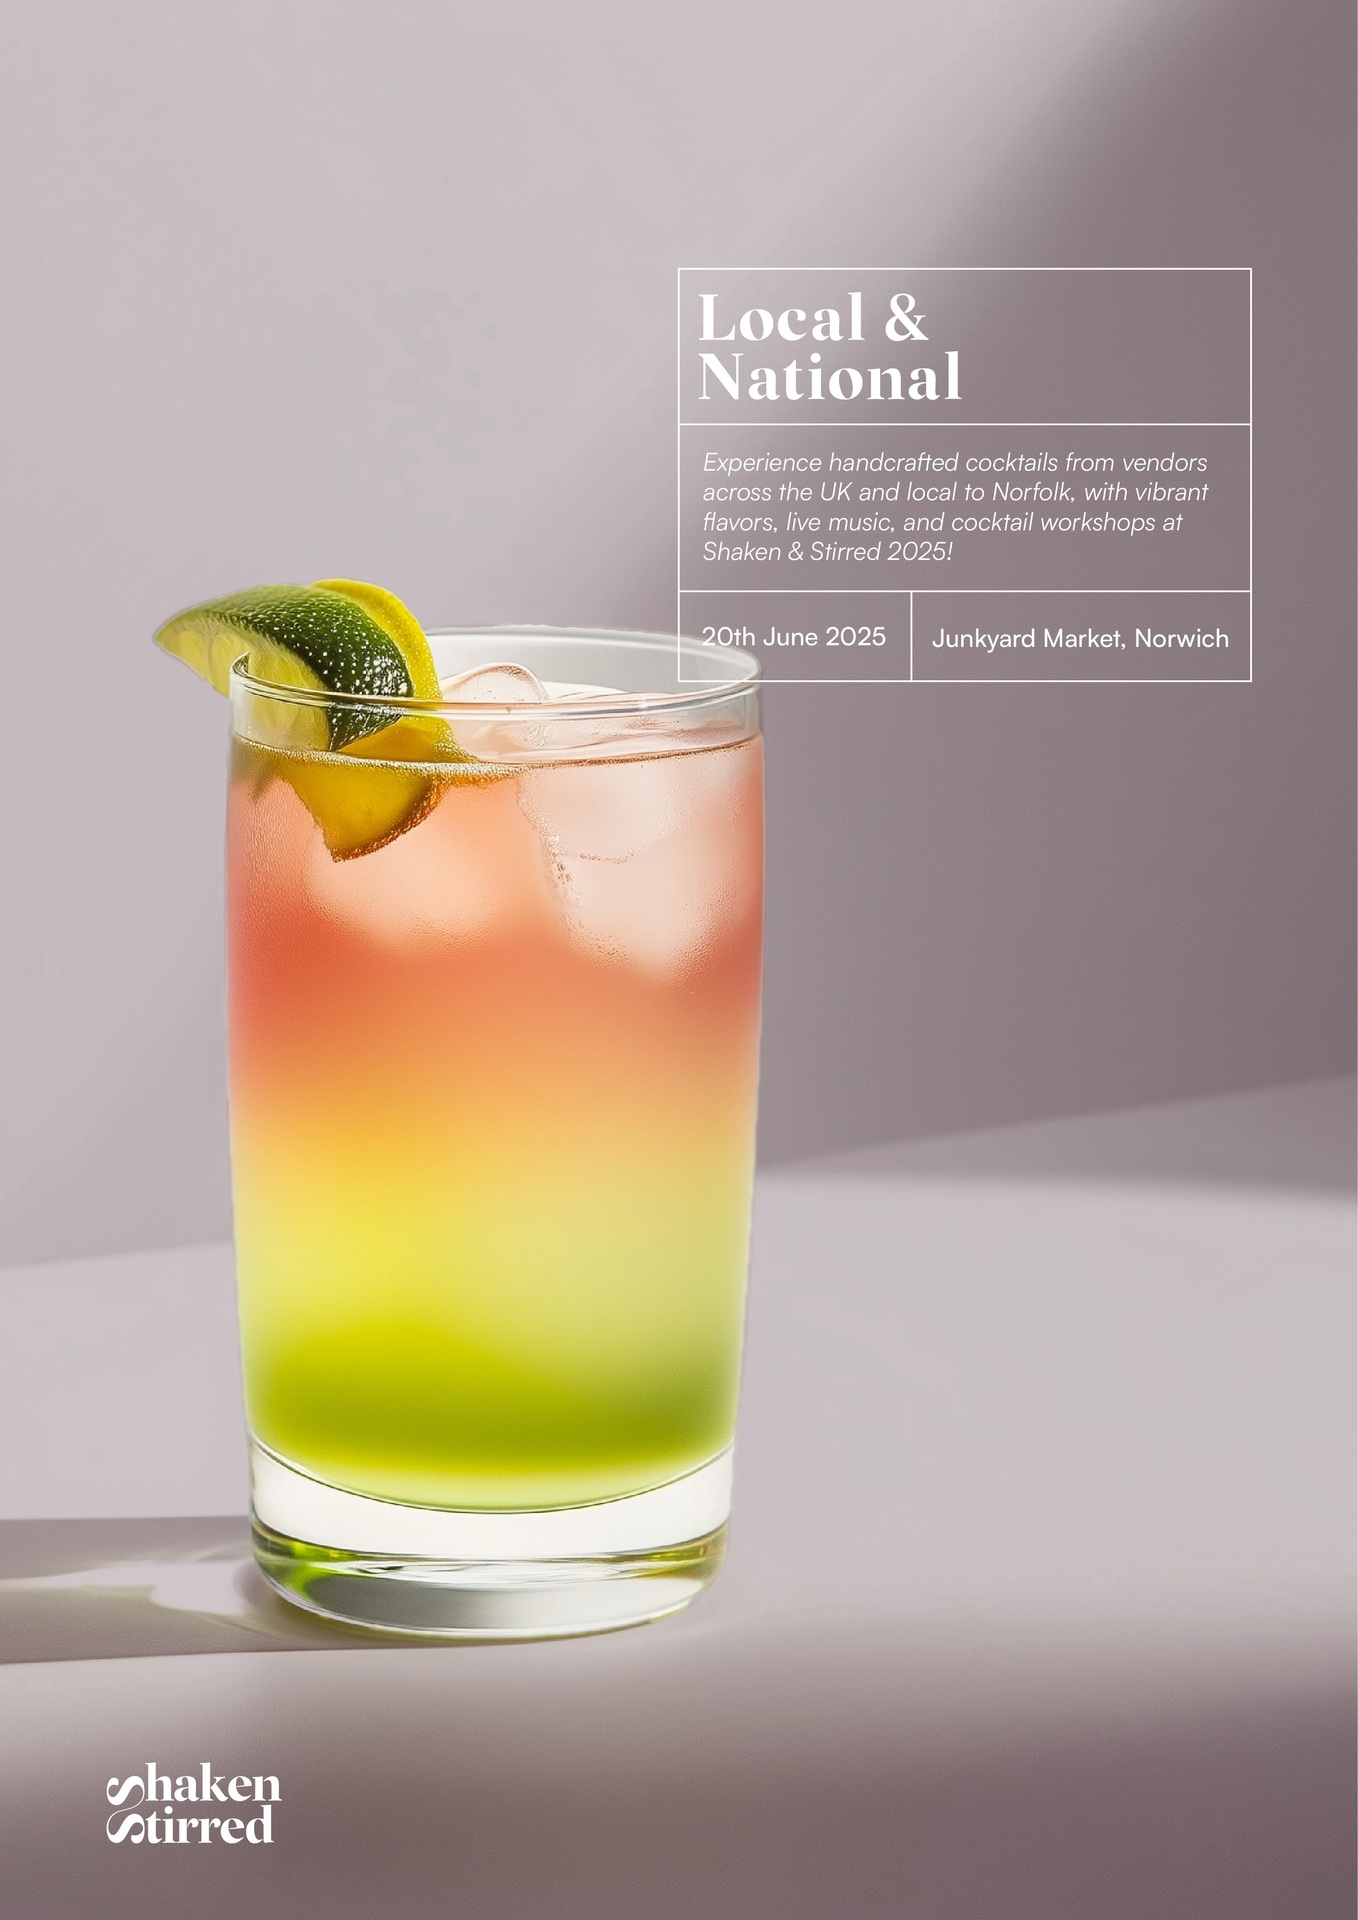 Local &
National
Experience handcrafted cocktails from vendors
across the UK and local to Norfolk, with vibrant
flavors, live music, and cocktail workshops at
Shaken & Stirred 2025!
20th June 2025
Junkyard Market, Norwich
Shaken
Stirred